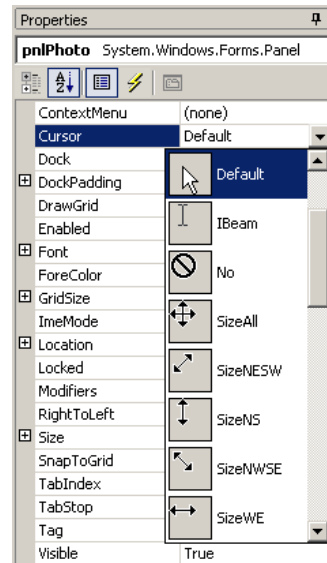 Properties
pnlPhoto System.Windows.Forms.Panel
ContextMenu (none)
Cursor Default
Dock
Default
DockPadding
DrawGrid
IBeam
Enabled
Font
No
ForeColor
GridSize
SizeAll
ImeMode
Location
Locked
SizeNESW
Modifiers
RightToLeft
SizeNS
Size
SnapToGrid
SizeNWSE
TabIndex
TabStop
SizeWE
Tag
Visible True